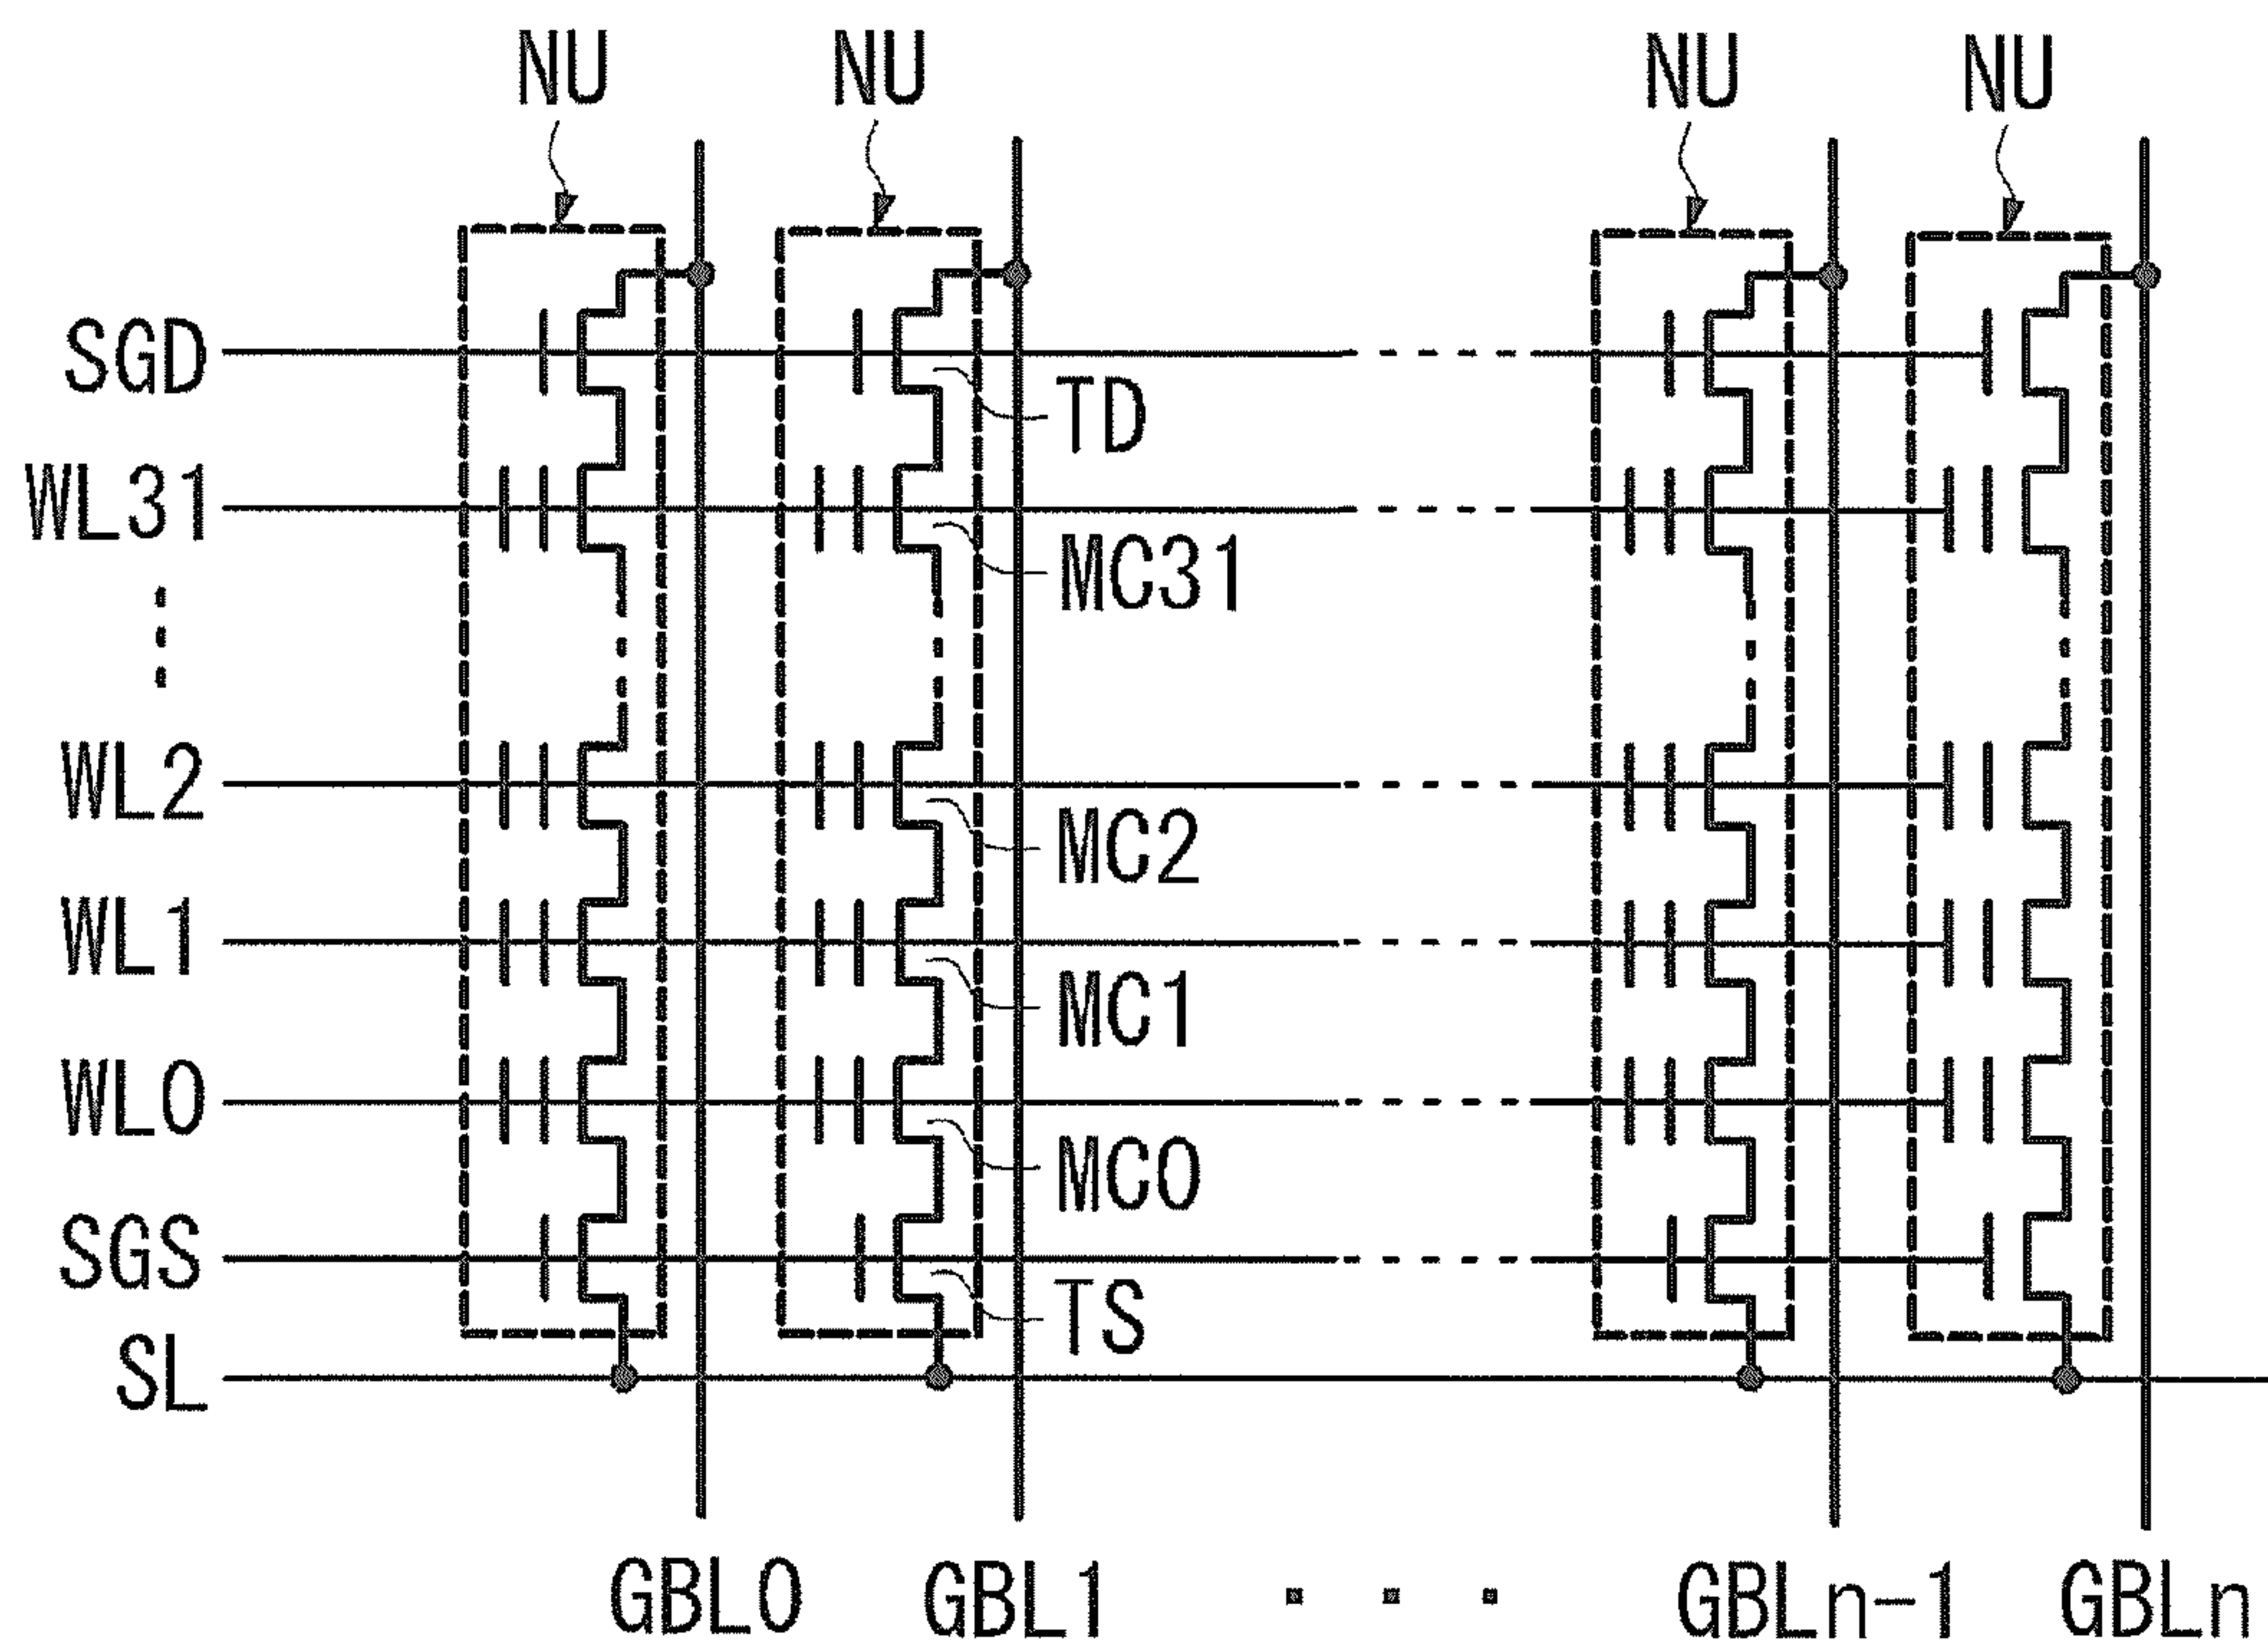 NU NU NU NU
SGD
TD
WL31
MC31
WL2
MC2
WL1
MC1
WL0
MC0
SGS
TS
SL
GBL0 GBL1 GBLn-1 GBLn